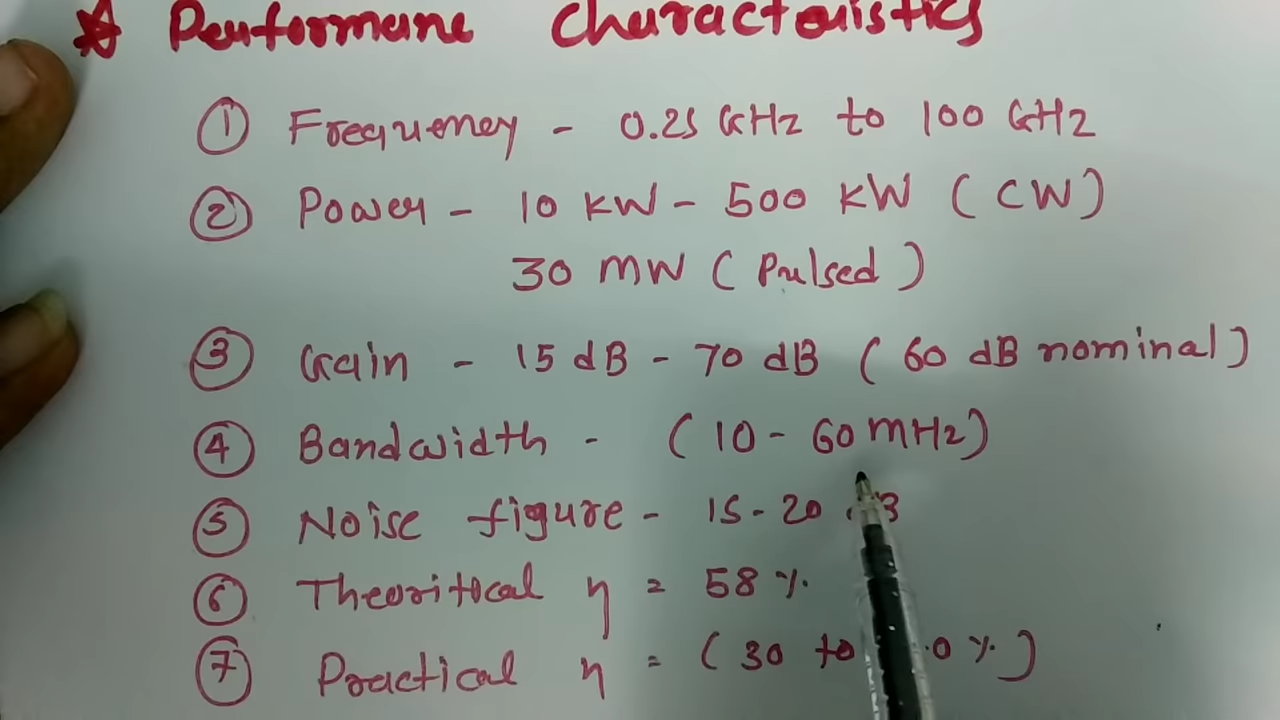 ☆ Performane Characteristics
① Frequency - 0.25 GHz to 100 GHz
② Power - 10 KW - 500 KW (CW)
30 MW (Pulsed)
③ Gain - 15 dB - 70 dB (60 dB nominal)
④ Bandwidth - (10 - 60 MHz)
⑤ Noise figure - 15 - 20
⑥ Theoritical η = 58 %
⑦ Practical η = (30 to %)